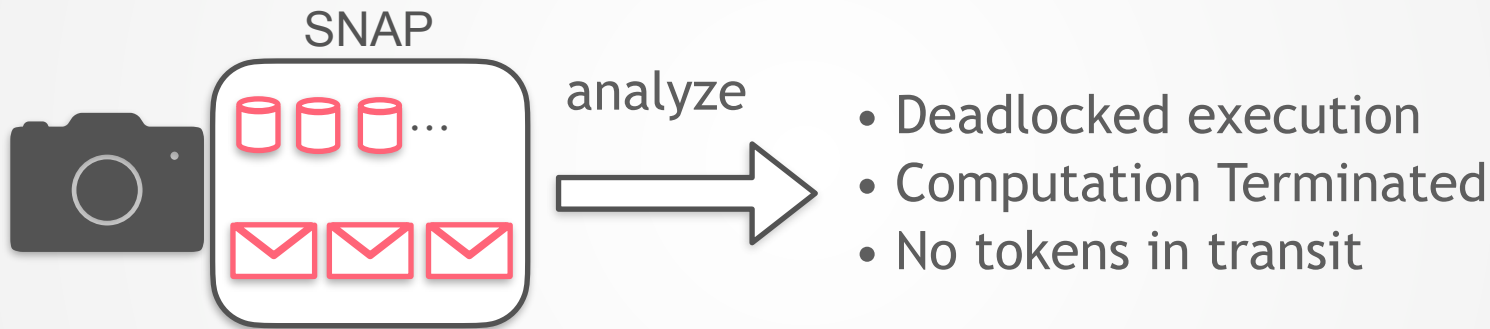 SNAP
...
analyze
• Deadlocked execution
• Computation Terminated
• No tokens in transit